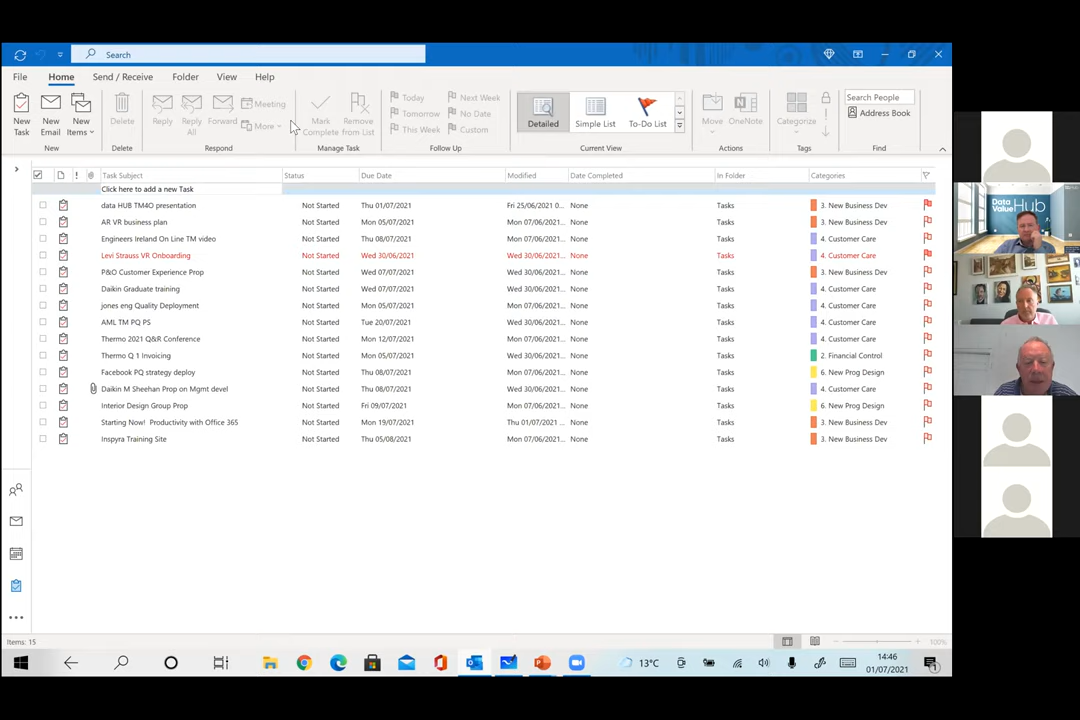 Search
File Home Send / Receive Folder View Help
New Task
New Email
New Items
Delete
Reply
Reply All
Forward
Meeting
More
Mark Complete
Remove from List
Today
Tomorrow
This Week
Next Week
No Date
Custom
Detailed
Simple List
To-Do List
Move
OneNote
Categorize
Search People
Address Book
New Delete Respond Manage Task Follow Up Current View Actions Tags Find
! Task Subject Status Due Date Modified Date Completed In Folder Categories
Click here to add a new Task
data HUB TM4O presentation Not Started Thu 01/07/2021 Fri 25/06/2021 0... None Tasks 3. New Business Dev
AR VR business plan Not Started Mon 05/07/2021 Mon 07/06/2021... None Tasks 3. New Business Dev
Engineers Ireland On Line TM video Not Started Thu 08/07/2021 Mon 07/06/2021... None Tasks 4. Customer Care
Levi Strauss VR Onboarding Not Started Wed 30/06/2021 Wed 30/06/2021... None Tasks 4. Customer Care
P&O Customer Experience Prop Not Started Wed 07/07/2021 Mon 07/06/2021... None Tasks 3. New Business Dev
Daikin Graduate training Not Started Wed 07/07/2021 Mon 07/06/2021... None Tasks 4. Customer Care
jones eng Quality Deployment Not Started Mon 05/07/2021 Mon 07/06/2021... None Tasks 4. Customer Care
AML TM PQ PS Not Started Tue 20/07/2021 Wed 30/06/2021... None Tasks 4. Customer Care
Thermo 2021 Q&R Conference Not Started Mon 12/07/2021 Mon 07/06/2021... None Tasks 4. Customer Care
Thermo Q 1 Invoicing Not Started Mon 05/07/2021 Wed 30/06/2021... None Tasks 2. Financial Control
Facebook PQ strategy deploy Not Started Thu 08/07/2021 Mon 07/06/2021... None Tasks 6. New Prog Design
Daikin M Sheehan Prop on Mgmt devel Not Started Thu 08/07/2021 Wed 30/06/2021... None Tasks 4. Customer Care
Interior Design Group Prop Not Started Fri 09/07/2021 Mon 07/06/2021... None Tasks 6. New Prog Design
Starting Now! Productivity with Office 365 Not Started Mon 19/07/2021 Thu 01/07/2021 ... None Tasks 3. New Business Dev
Inspyra Training Site Not Started Thu 05/08/2021 Mon 07/06/2021... None Tasks 3. New Business Dev
Items: 15
100%
13°C
14:46
01/07/2021
Data
Value Hub